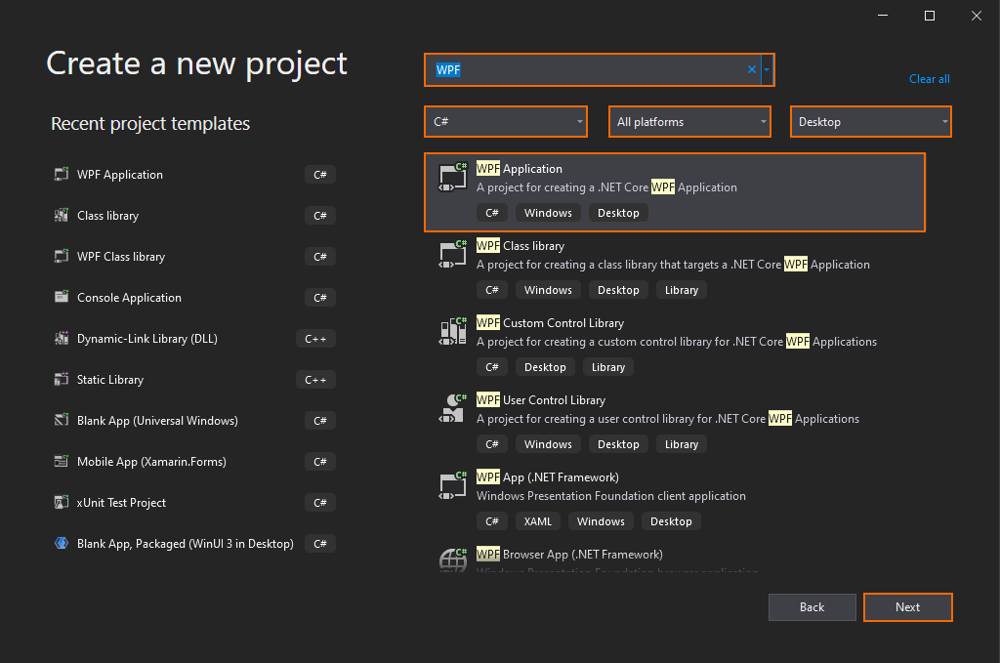 Create a new project
Recent project templates
WPF Application C#
Class library C#
WPF Class library C#
Console Application C#
Dynamic-Link Library (DLL) C++
Static Library C++
Blank App (Universal Windows) C#
Mobile App (Xamarin.Forms) C#
xUnit Test Project C#
Blank App, Packaged (WinUI 3 in Desktop) C#
WPF
Clear all
C# All platforms Desktop
WPF Application
A project for creating a .NET Core WPF Application
C# Windows Desktop
WPF Class library
A project for creating a class library that targets a .NET Core WPF Application
C# Windows Desktop Library
WPF Custom Control Library
A project for creating a custom control library for .NET Core WPF Applications
C# Desktop Library
WPF User Control Library
A project for creating a user control library for .NET Core WPF Applications
C# Windows Desktop Library
WPF App (.NET Framework)
Windows Presentation Foundation client application
C# XAML Windows Desktop
WPF Browser App (.NET Framework)
Windows Presentation Foundation browser application
Back Next